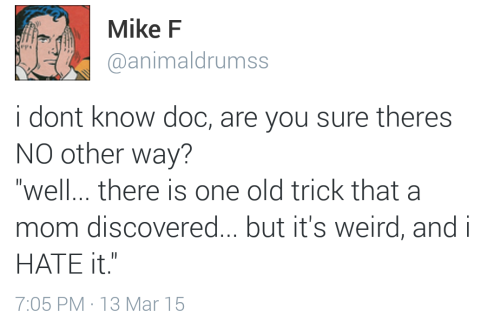 Mike F
@animaldrumss
i dont know doc, are you sure theres
NO other way?
"well... there is one old trick that a
mom discovered... but it's weird, and i
HATE it."
7:05 PM · 13 Mar 15